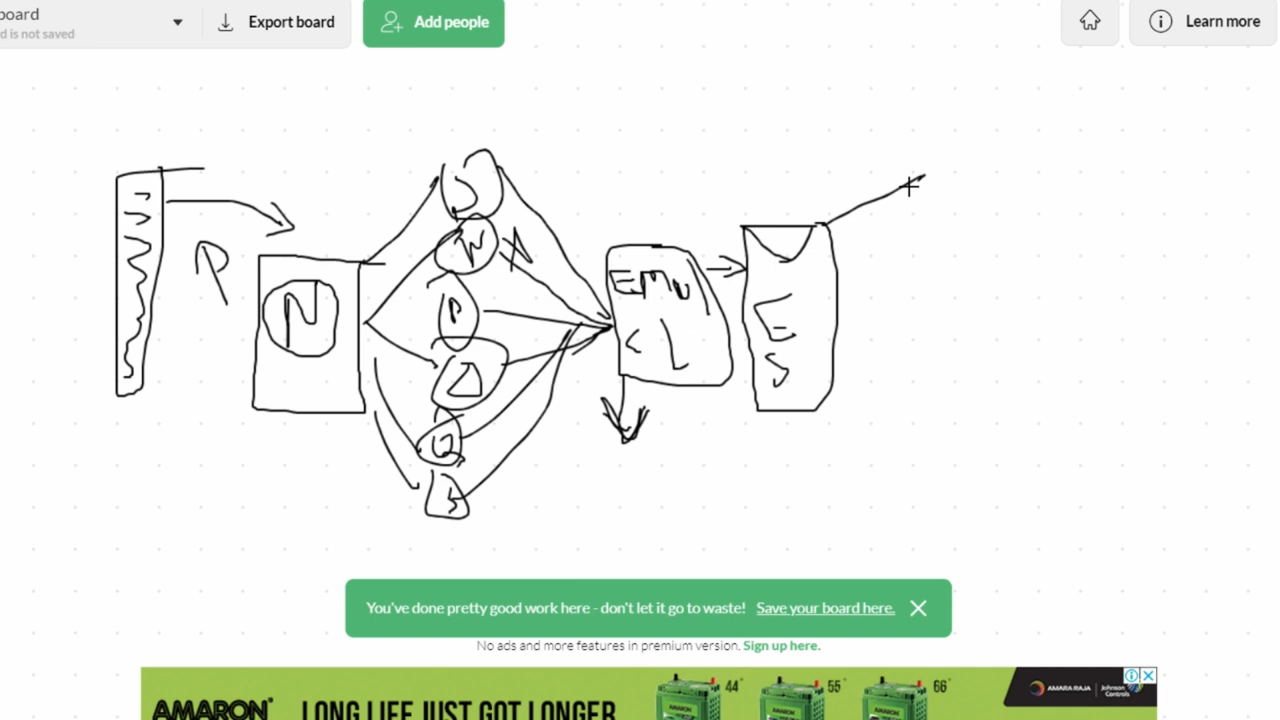 board
d is not saved
Export board
Add people
Learn more
R
N
D
EMU
You've done pretty good work here - don't let it go to waste! Save your board here.
No ads and more features in premium version. Sign up here.
AMARON
LONG LIFE JUST GOT LONGER
44
55
66
AMARA RAJA
Johnson Controls